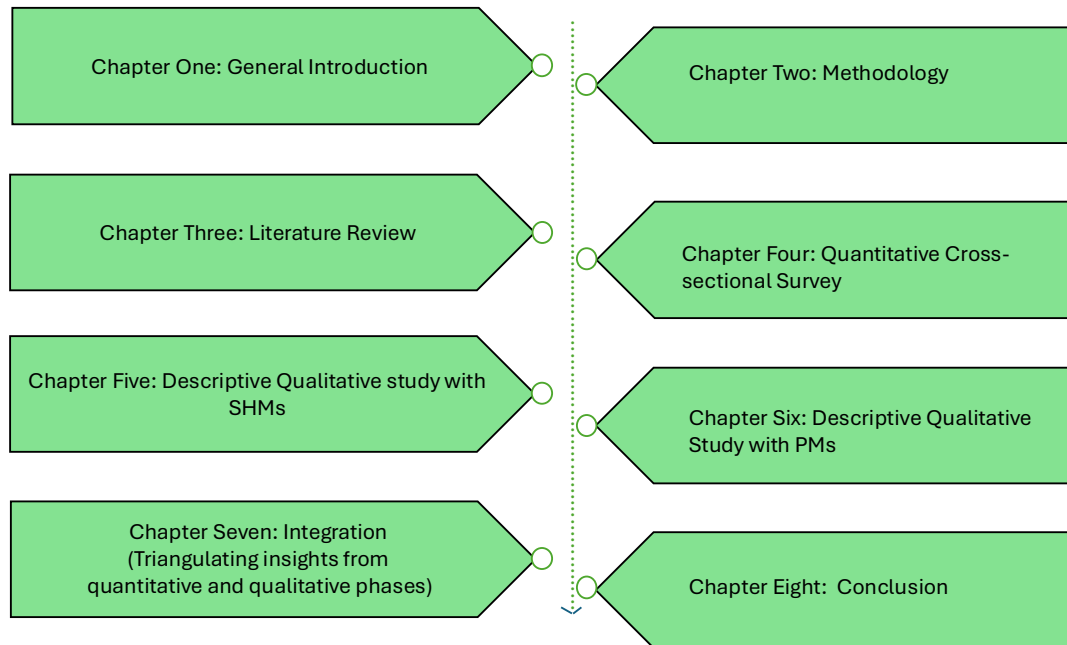 Chapter One: General Introduction
Chapter Two: Methodology
Chapter Three: Literature Review
Chapter Four: Quantitative Cross-
sectional Survey
Chapter Five: Descriptive Qualitative study with
SHMs
Chapter Six: Descriptive Qualitative
Study with PMs
Chapter Seven: Integration
(Triangulating insights from
quantitative and qualitative phases)
Chapter Eight:  Conclusion